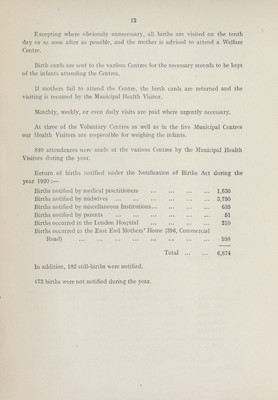 12
Excepting where obviously unnecessary, all births are visited on the tenth
day or as soon after as possible, and the mother is advised to attend a Welfare
Centre.
Birth cards are sent to the various Centres for the necessary records to be kept
of the infants attending the Centres.
If mothers fail to attend the Centre, the birth cards are returned and the
visiting is resumed by the Municipal Health Visitor.
Monthly, weekly, or even daily visits are paid where urgently necessary.
At three of the Voluntary Centres as well as in the five Municipal Centres
our Health Visitors are responsible for weighing the infants.
840 attendances were made at the various Centres by the Municipal Health
Visitors during the year.
Return of births notified under the Notification of Births Act during the
year 1920 :—
Births notified by medical practitioners ... ... ... ... 1,630
Births notified by midwives ... ... ... ... ... ... 3,790
Births notified by miscellaneous Institutions... ... ... ... 635
Births notified by parents ... ... ... ... ... ... 51
Births occurred in the London Hospital ... ... ... ... 210
Births occurred in the East End Mothers' Home (396, Commercial
Road) ... ... ... ... ... ... ... ... 558
Total ... ... 6,874
In addition, 182 still-births were notified.
173 births were not notified during the year.